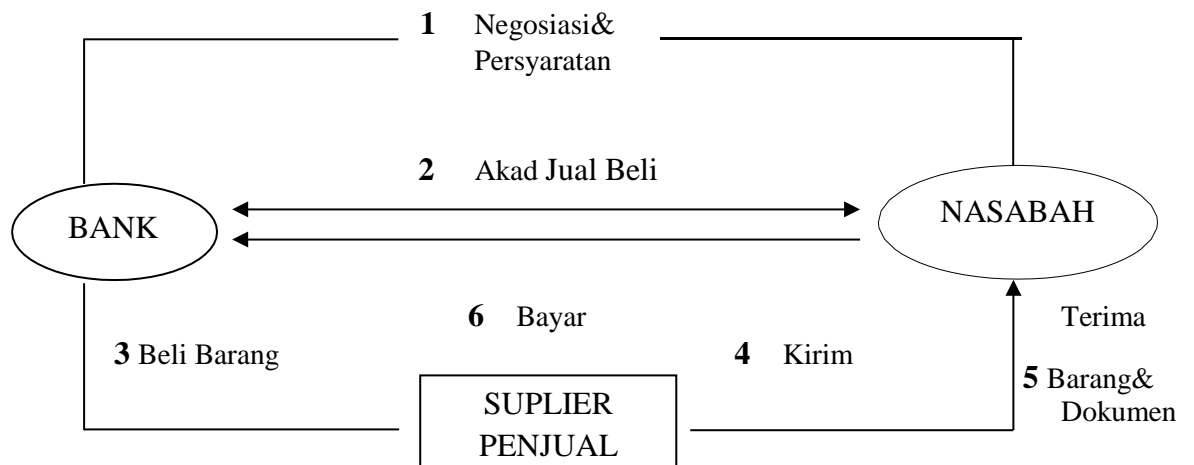 1 Negosiasi&
Persyaratan
2 Akad Jual Beli
BANK
NASABAH
6 Bayar
Terima
3 Beli Barang
4 Kirim
5 Barang&
Dokumen
SUPLIER
PENJUAL